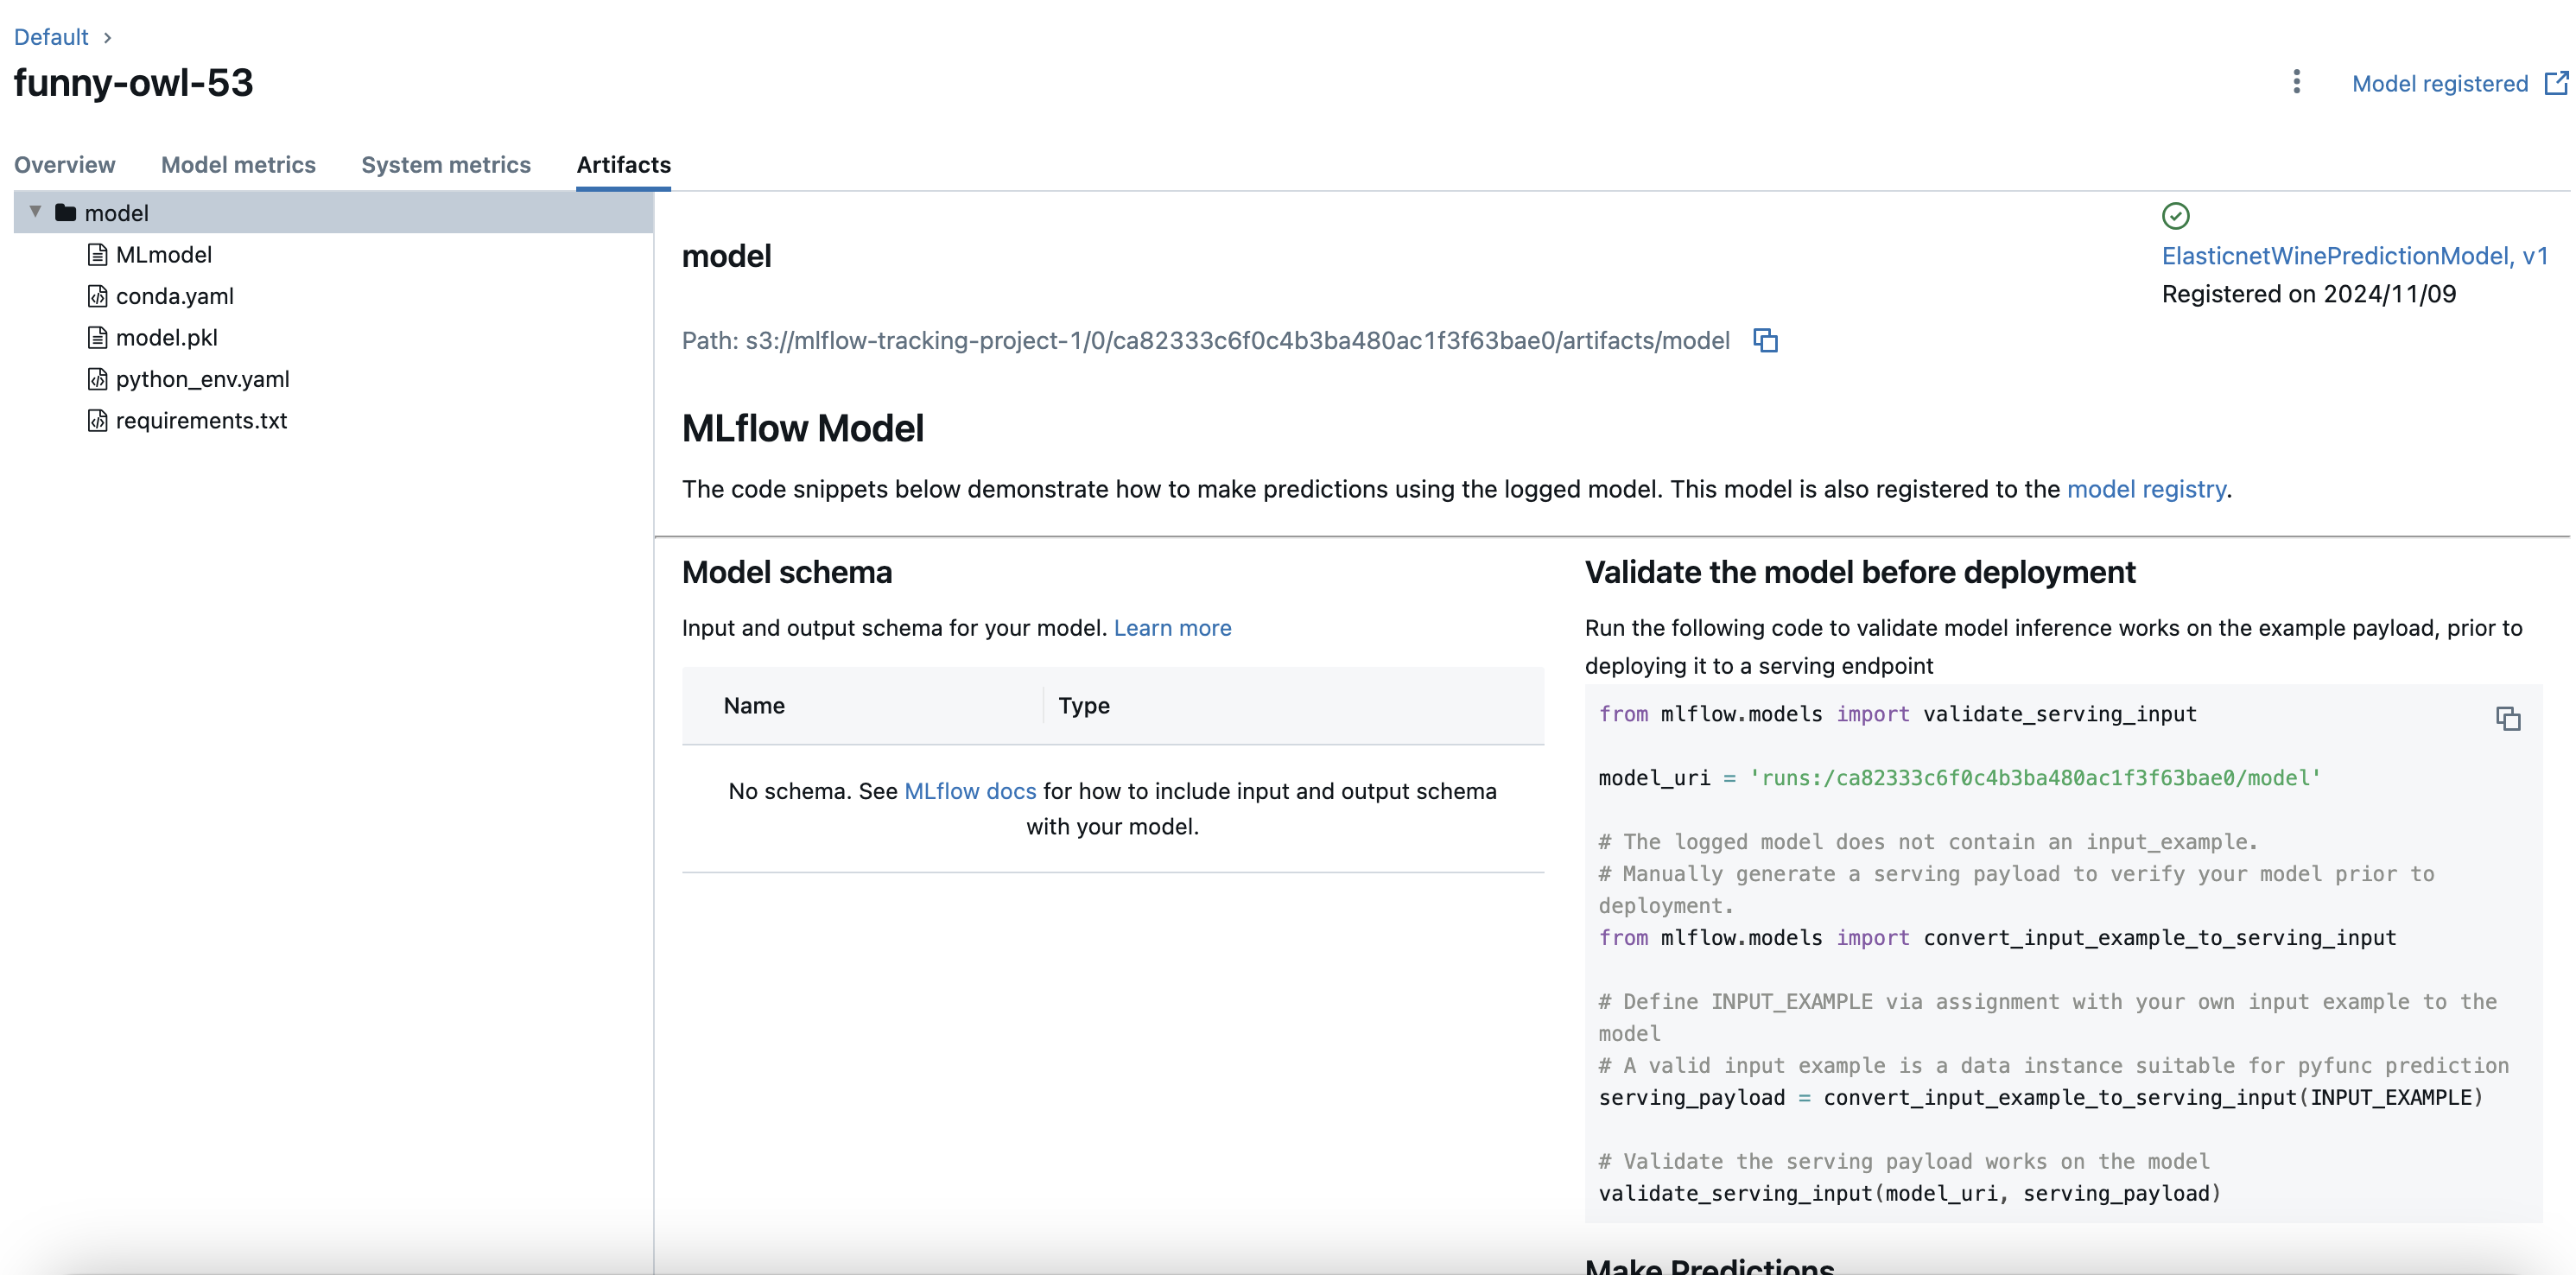 Default
funny-owl-53
Model registered
Overview Model metrics System metrics Artifacts
model
MLmodel
conda.yaml
model.pkl
python_env.yaml
requirements.txt
model
ElasticnetWinePredictionModel, v1
Registered on 2024/11/09
Path: s3://mlflow-tracking-project-1/0/ca82333c6f0c4b3ba480ac1f3f63bae0/artifacts/model
MLflow Model
The code snippets below demonstrate how to make predictions using the logged model. This model is also registered to the model registry.
Model schema
Input and output schema for your model. Learn more
Name Type
No schema. See MLflow docs for how to include input and output schema
with your model.
Validate the model before deployment
Run the following code to validate model inference works on the example payload, prior to
deploying it to a serving endpoint
from mlflow.models import validate_serving_input
model_uri = 'runs:/ca82333c6f0c4b3ba480ac1f3f63bae0/model'
# The logged model does not contain an input_example.
# Manually generate a serving payload to verify your model prior to
deployment.
from mlflow.models import convert_input_example_to_serving_input
# Define INPUT_EXAMPLE via assignment with your own input example to the
model
# A valid input example is a data instance suitable for pyfunc prediction
serving_payload = convert_input_example_to_serving_input(INPUT_EXAMPLE)
# Validate the serving payload works on the model
validate_serving_input(model_uri, serving_payload)
Make Predictions